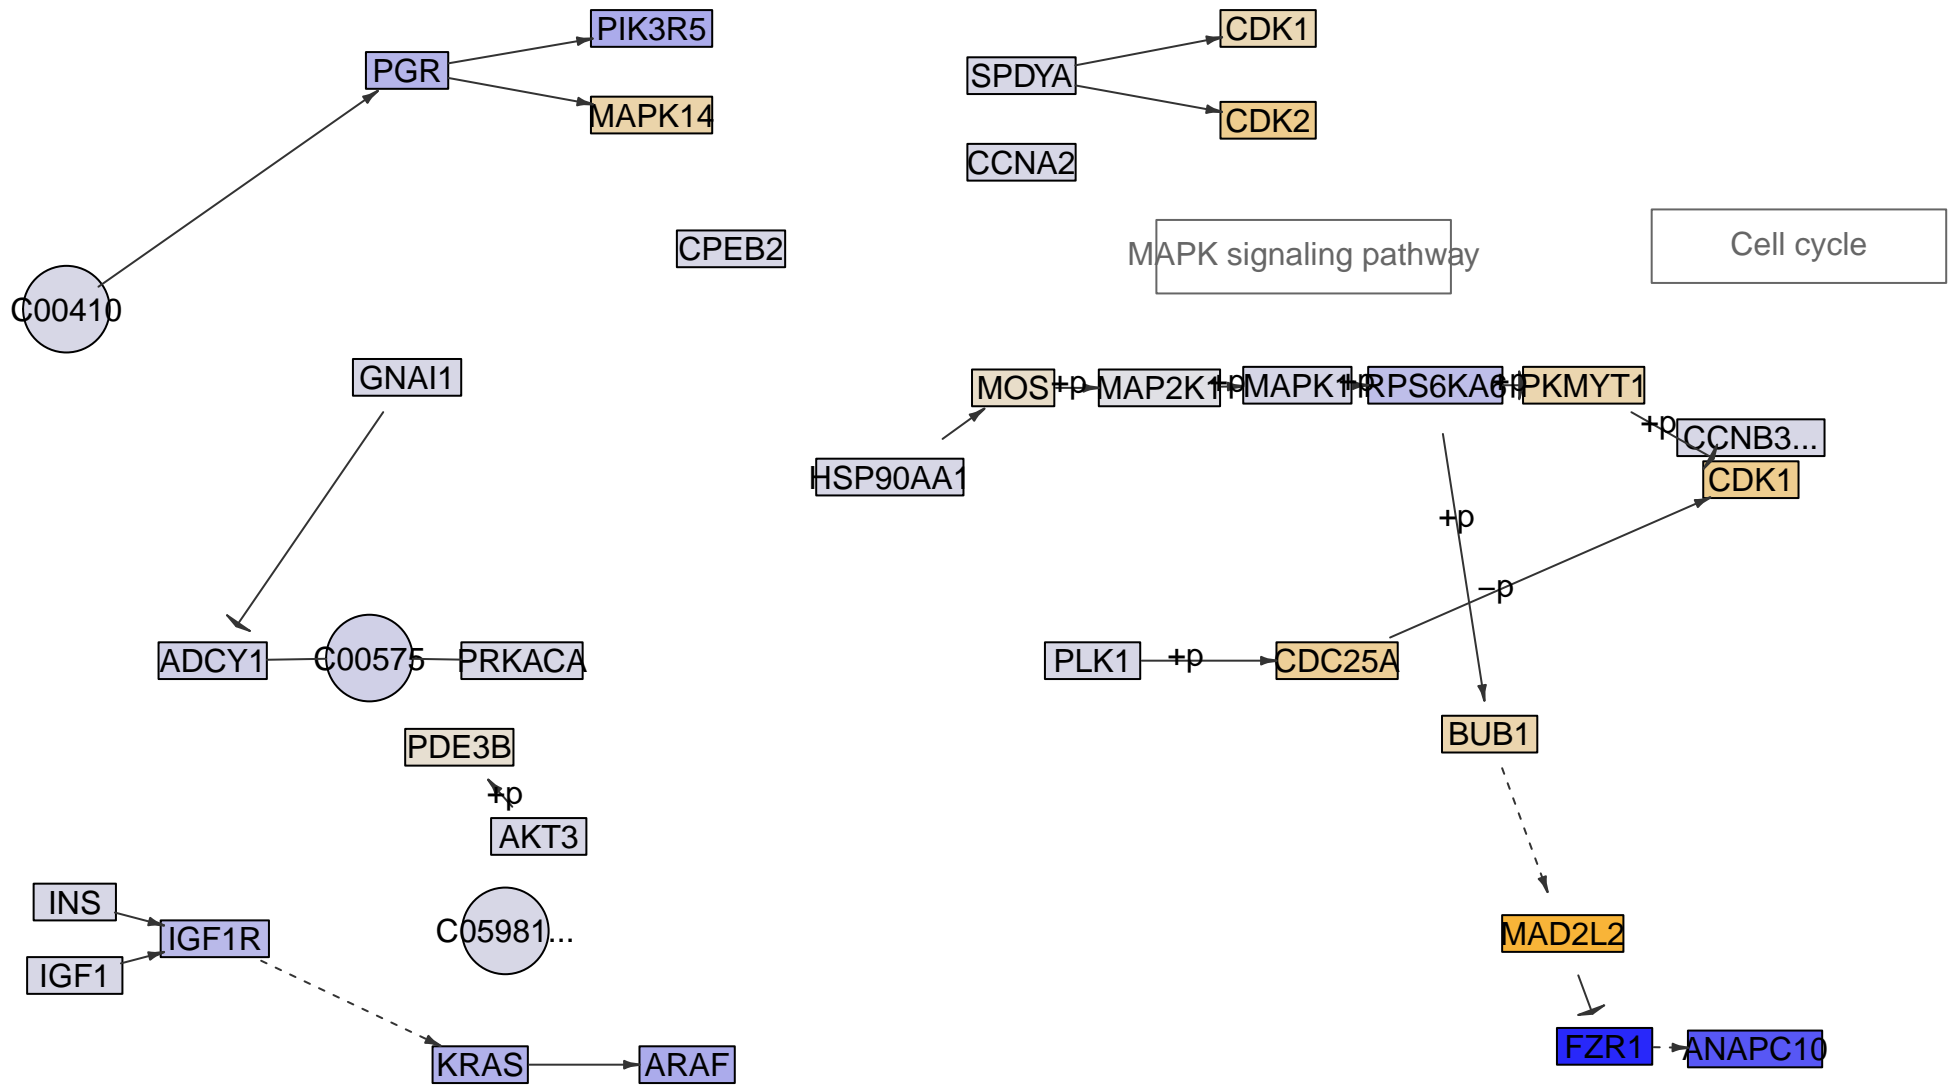 PIK3R5
CDK1
PGR
SPDYA
MAPK14
CDK2
CCNA2
CPEB2
MAPK signaling pathway
Cell cycle
C00410
GNAI1
MOS
+p
MAP2K1
+p
MAPK1
+p
RPS6KA6
+p
PKMYT1
+p
CCNB3...
HSP90AA1
CDK1
+p
−p
ADCY1
C00575
PRKACA
PLK1
+p
CDC25A
BUB1
PDE3B
+p
AKT3
INS
IGF1R
C05981...
MAD2L2
IGF1
FZR1
ANAPC10
KRAS
ARAF